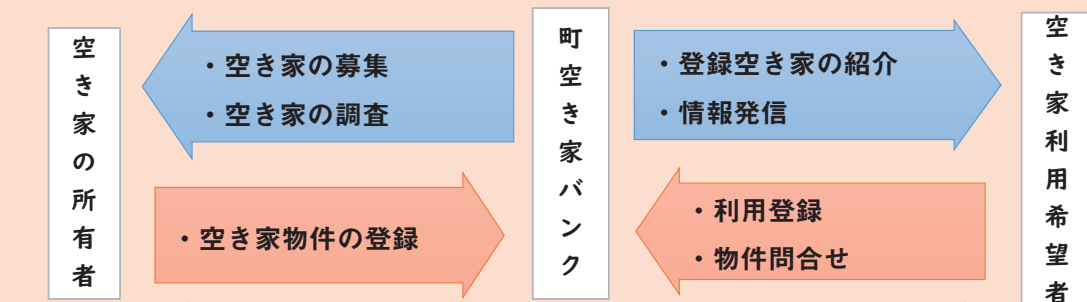 空き家の所有者
・空き家の募集
・空き家の調査
・空き家物件の登録
町空き家バンク
・登録空き家の紹介
・情報発信
・利用登録
・物件問合せ
空き家利用希望者